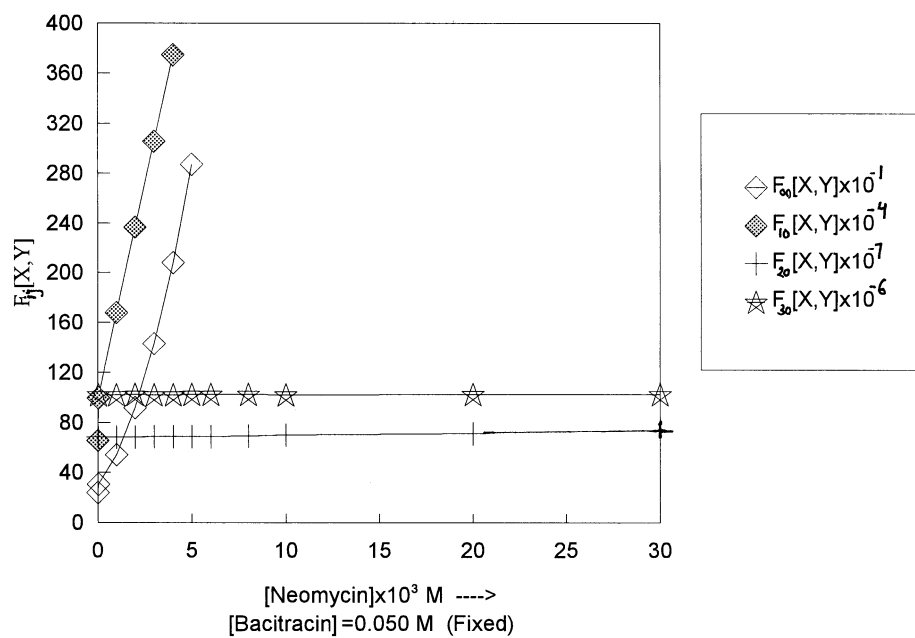 400
360
320
280
240
200
160
120
80
40
0
F_ij[X,Y]
0 5 10 15 20 25 30
[Neomycin]x10³ M ---->
[Bacitracin] =0.050 M (Fixed)
F₀₀[X,Y]x10⁻¹
F₁₀[X,Y]x10⁻⁴
F₂₀[X,Y]x10⁻⁷
F₃₀[X,Y]x10⁻⁶